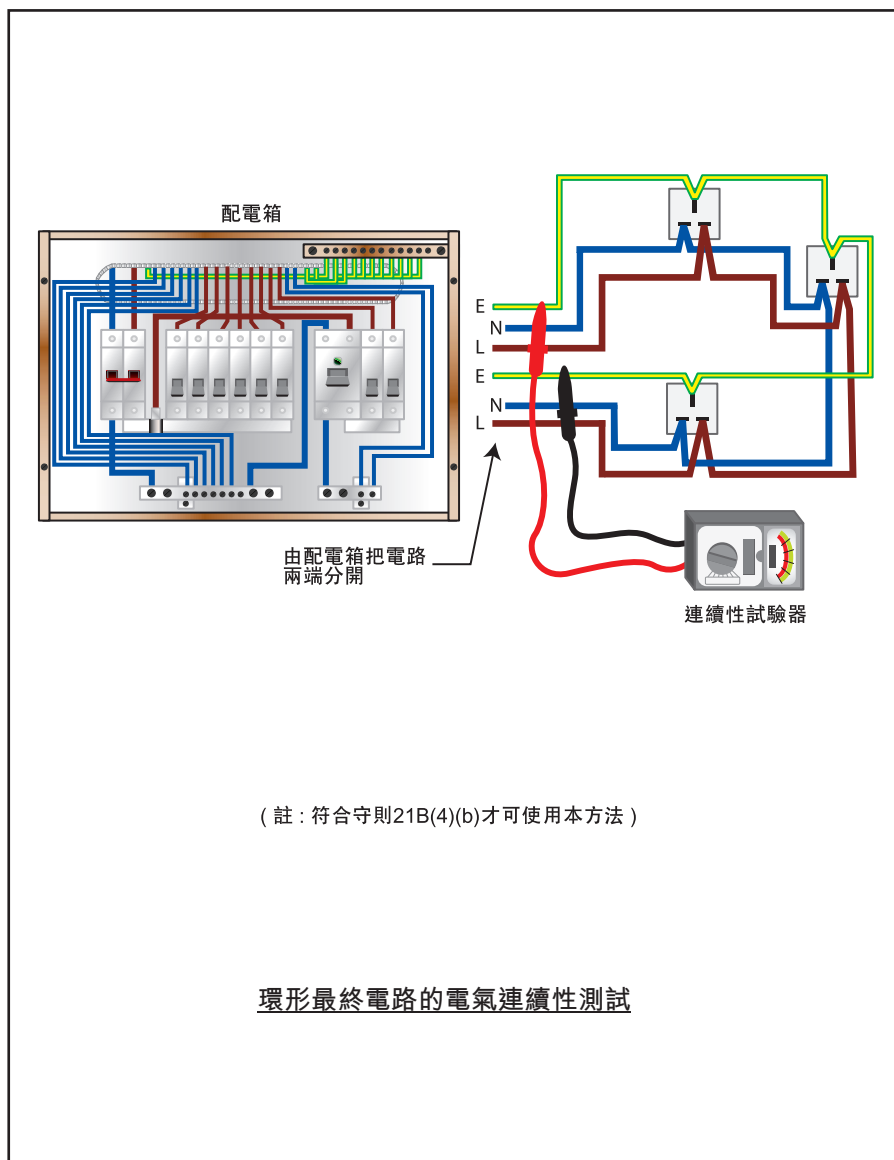 配電箱
E
N
L
E
N
L
由配電箱把電路
兩端分開
連續性試驗器
( 註 : 符合守則21B(4)(b)才可使用本方法 )
環形最終電路的電氣連續性測試